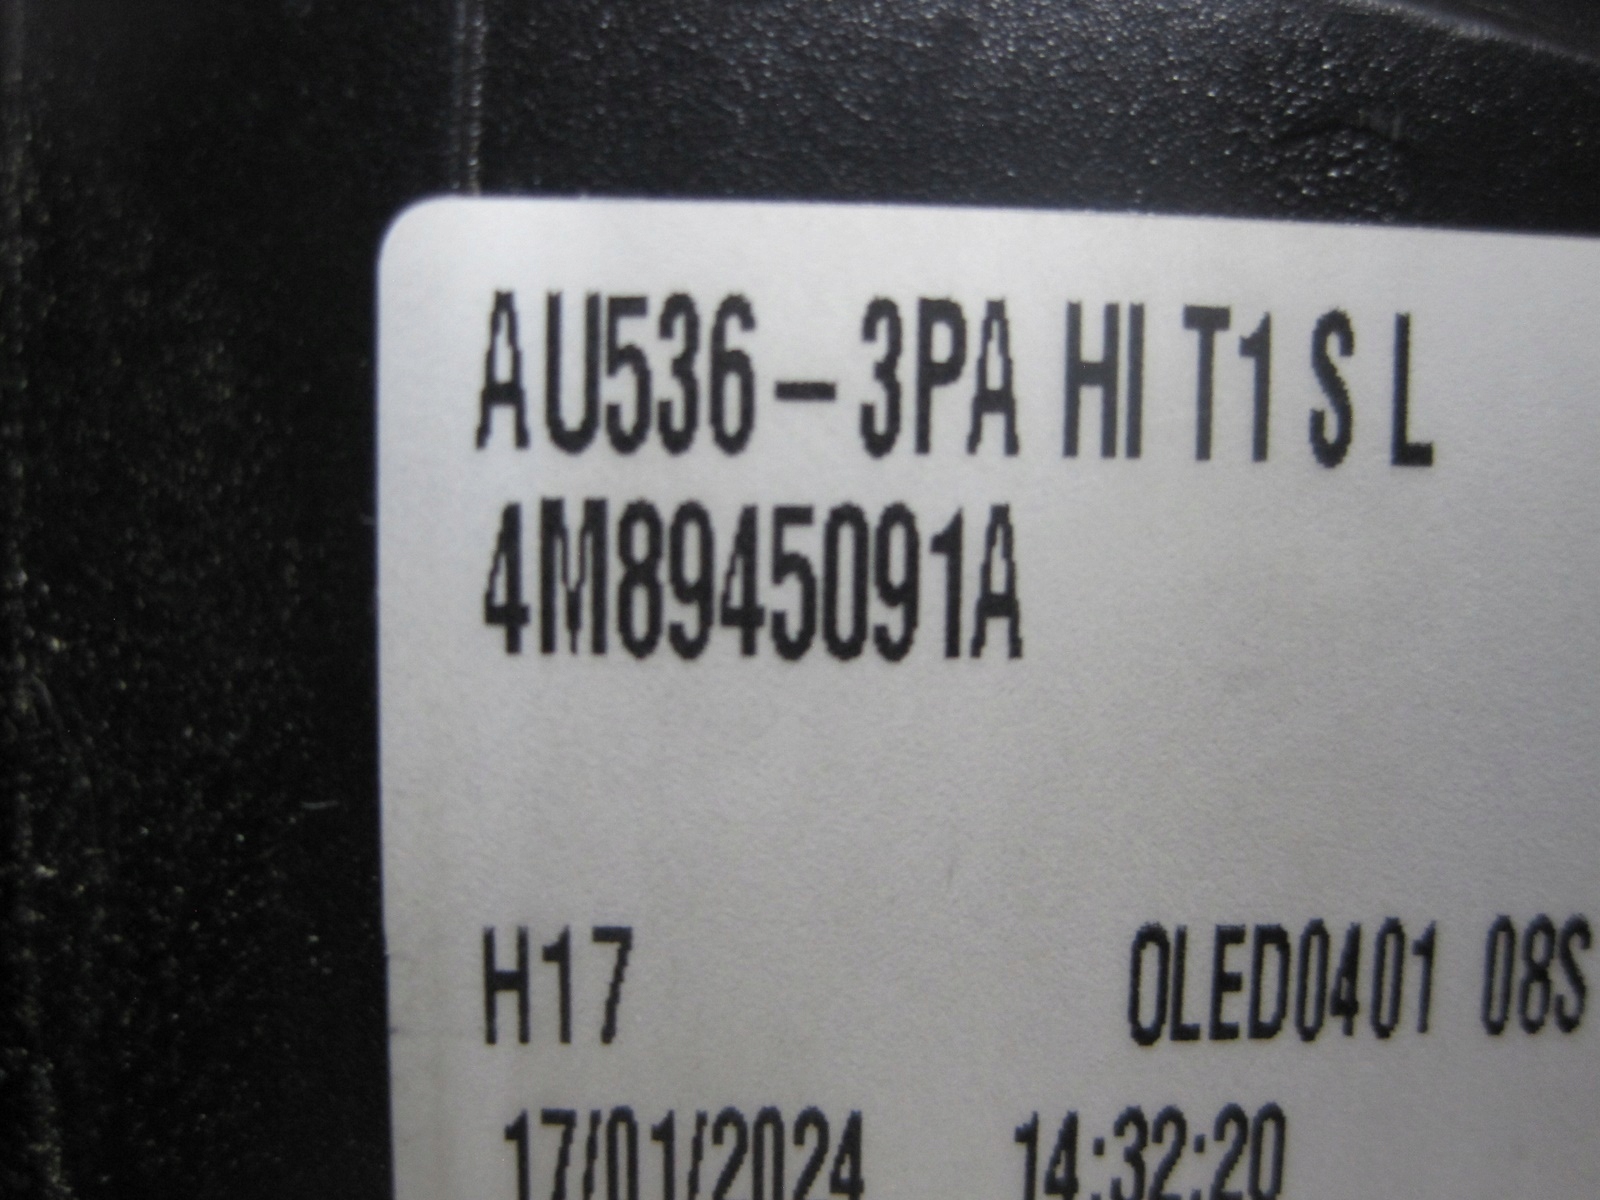 AU536-3PA HI T1 S L
4M8945091A
H17 OLED0401 08S
17/01/2024 14:32:20